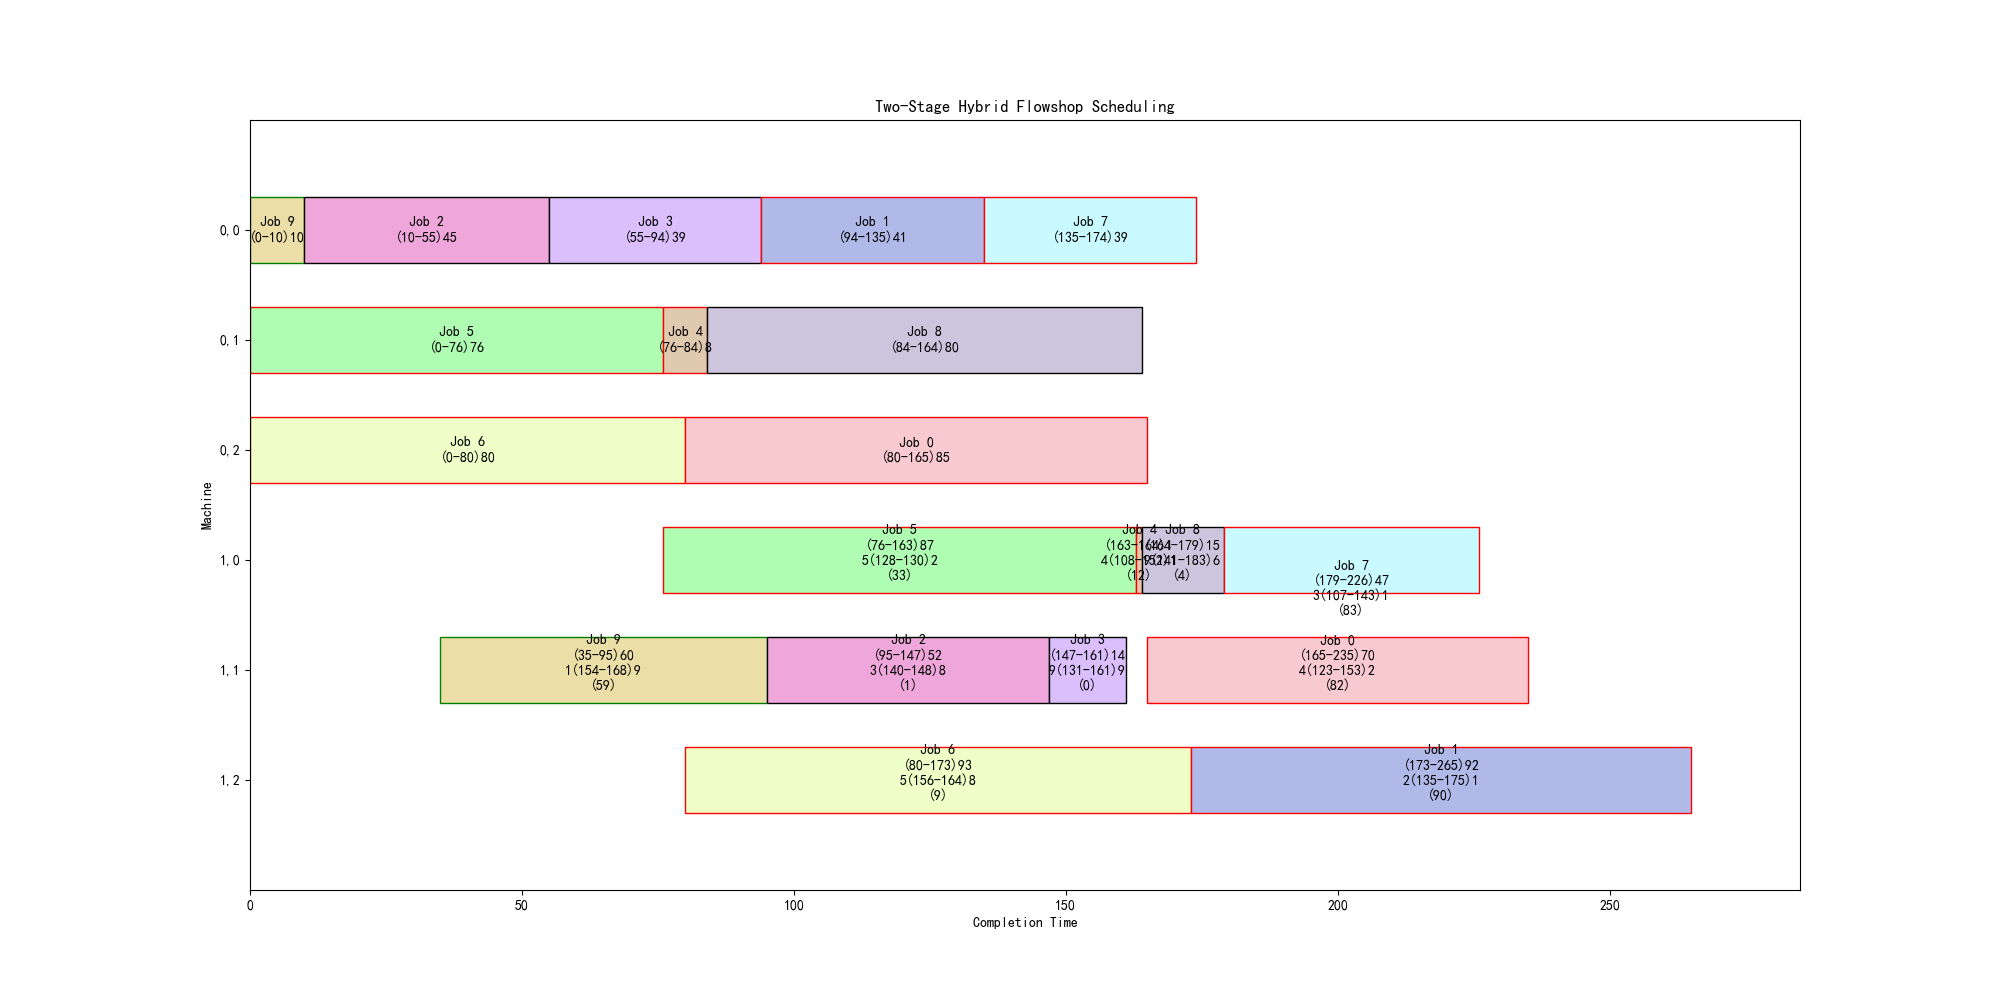 Two-Stage Hybrid Flowshop Scheduling
0,0
Job 9
(0-10)10
Job 2
(10-55)45
Job 3
(55-94)39
Job 1
(94-135)41
Job 7
(135-174)39
0,1
Job 5
(0-76)76
Job 4
(76-84)8
Job 8
(84-164)80
0,2
Job 6
(0-80)80
Job 0
(80-165)85
Machine
1,0
Job 5
(76-163)87
5(128-130)2
(33)
Job 4
(163-164)1
(12)
Job 8
(164-179)15
(4)
Job 7
(179-226)47
3(107-143)1
(83)
1,1
Job 9
(35-95)60
1(154-168)9
(59)
Job 2
(95-147)52
3(140-148)8
(1)
Job 3
(147-161)14
9(131-161)9
(0)
Job 0
(165-235)70
4(123-153)2
(82)
1,2
Job 6
(80-173)93
5(156-164)8
(9)
Job 1
(173-265)92
2(135-175)1
(90)
0
50
100
150
200
250
Completion Time